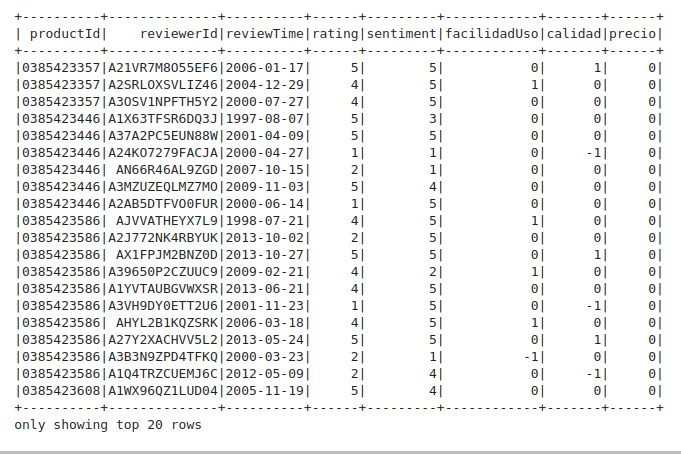 +----------+--------------+----------+------+---------+------------+-------+------+
| productId|    reviewerId|reviewTime|rating|sentiment|facilidadUso|calidad|precio|
+----------+--------------+----------+------+---------+------------+-------+------+
|0385423357|A21VR7M8O55EF6|2006-01-17|     5|        5|           0|      1|     0|
|0385423357|A2SRLOXSVLIZ46|2004-12-29|     4|        5|           1|      0|     0|
|0385423357|A3OSV1NPFTH5Y2|2000-07-27|     4|        5|           0|      0|     0|
|0385423446|A1X63TFSR6DQ3J|1997-08-07|     5|        3|           0|      0|     0|
|0385423446|A37A2PC5EUN88W|2001-04-09|     5|        5|           0|      0|     0|
|0385423446|A24KO7279FACJA|2000-04-27|     1|        1|           0|     -1|     0|
|0385423446| AN66R46AL9ZGD|2007-10-15|     2|        1|           0|      0|     0|
|0385423446|A3MZUZEQLMZ7MO|2009-11-03|     5|        4|           0|      0|     0|
|0385423446|A2AB5DTFVO0FUR|2000-06-14|     1|        5|           0|      0|     0|
|0385423586| AJVVATHEYX7L9|1998-07-21|     4|        5|           1|      0|     0|
|0385423586|A2J772NK4RBYUK|2013-10-02|     2|        5|           0|      0|     0|
|0385423586| AX1FPJM2BNZ0D|2013-10-27|     5|        5|           0|      1|     0|
|0385423586|A39650P2CZUUC9|2009-02-21|     4|        2|           1|      0|     0|
|0385423586|A1YVTAUBGVWXSR|2013-06-21|     4|        5|           0|      0|     0|
|0385423586|A3VH9DY0ETT2U6|2001-11-23|     1|        5|           0|     -1|     0|
|0385423586| AHYL2B1KQZSRK|2006-03-18|     4|        5|           1|      0|     0|
|0385423586|A27Y2XACHVV5L2|2013-05-24|     5|        5|           0|      1|     0|
|0385423586|A3B3N9ZPD4TFKQ|2000-03-23|     2|        1|          -1|      0|     0|
|0385423586|A1Q4TRZCUEMJ6C|2012-05-09|     2|        4|           0|     -1|     0|
|0385423608|A1WX96QZ1LUD04|2005-11-19|     5|        4|           0|      0|     0|
+----------+--------------+----------+------+---------+------------+-------+------+
only showing top 20 rows